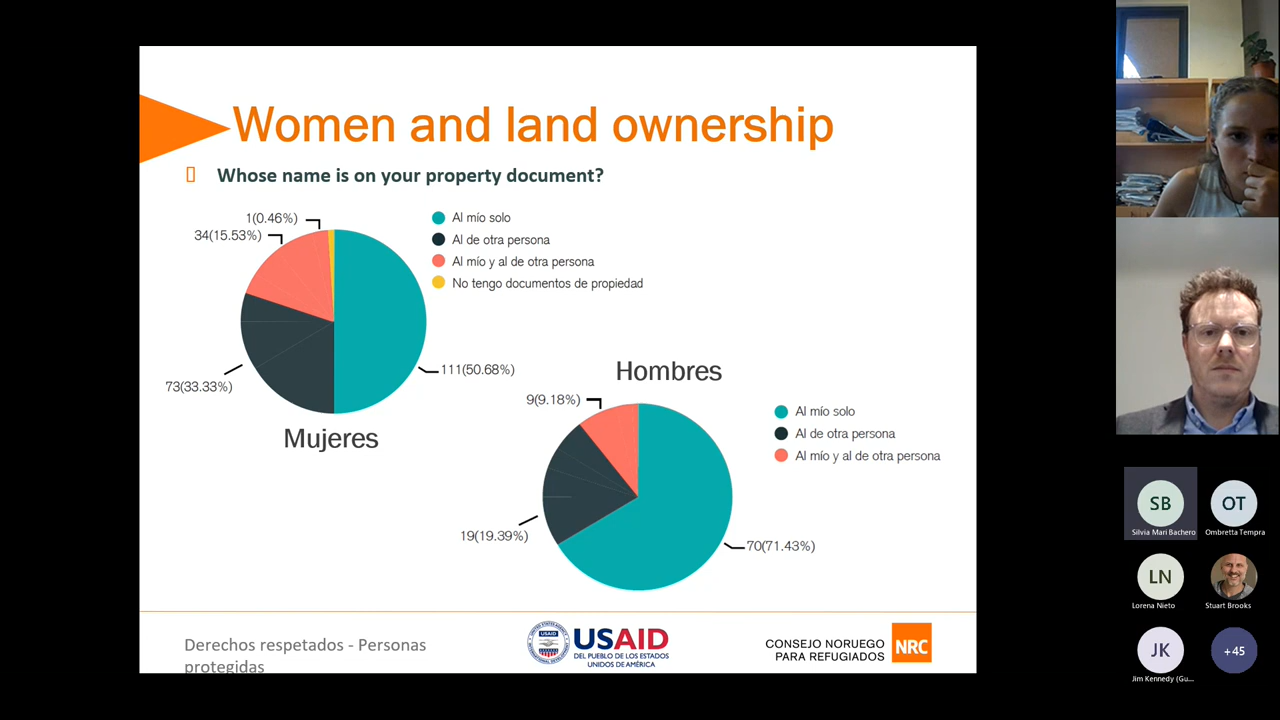 Women and land ownership
Whose name is on your property document?
1(0.46%)
34(15.53%)
73(33.33%)
111(50.68%)
Al mío solo
Al de otra persona
Al mío y al de otra persona
No tengo documentos de propiedad
Mujeres
Hombres
9(9.18%)
19(19.39%)
70(71.43%)
Al mío solo
Al de otra persona
Al mío y al de otra persona
Derechos respetados - Personas
protegidas
USAID
USAID
DEL PUEBLO DE LOS ESTADOS
UNIDOS DE AMÉRICA
CONSEJO NORUEGO
PARA REFUGIADOS
NRC
SB
Silvia Mari Bachero
OT
Ombretta Tempra
LN
Lorena Nieto
Stuart Brooks
JK
Jim Kennedy (Gu...
+45